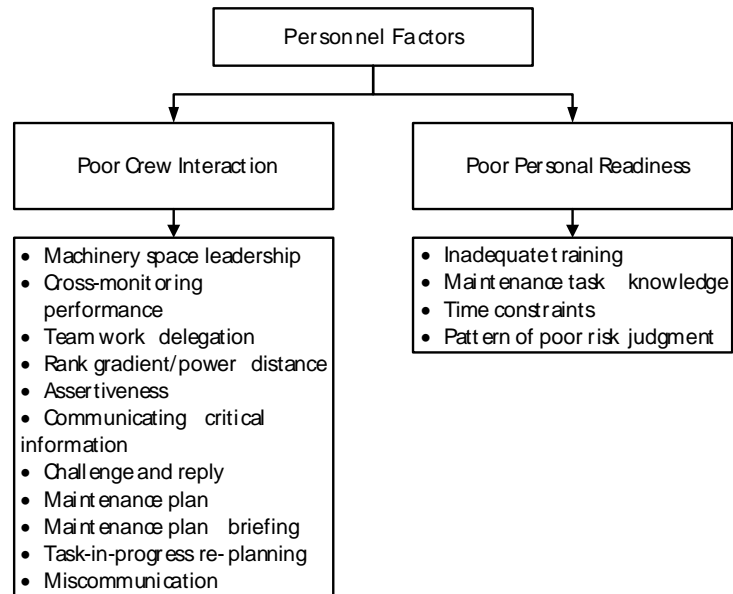 Personnel Factors
Poor Crew Interaction
Poor Personal Readiness
• Machinery space leadership
• Cross-monitoring
performance
• Team work delegation
• Rank gradient/power distance
• Assertiveness
• Communicating critical
information
• Challenge and reply
• Maintenance plan
• Maintenance plan briefing
• Task-in-progress re-planning
• Miscommunication
• Inadequate training
• Maintenance task knowledge
• Time constraints
• Pattern of poor risk judgment